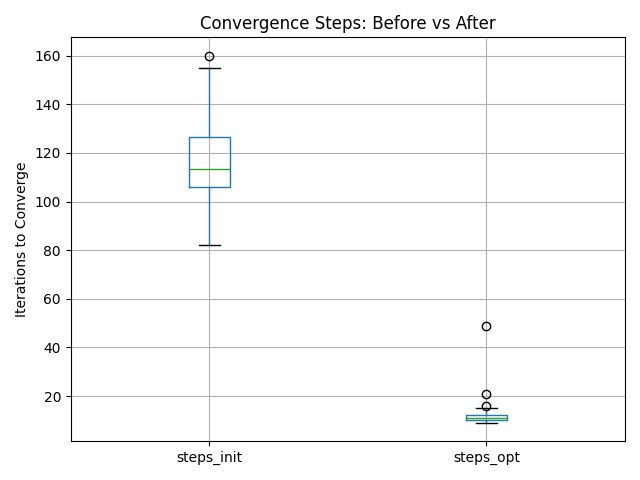 Convergence Steps: Before vs After
Iterations to Converge
160
140
120
100
80
60
40
20
steps_init
steps_opt